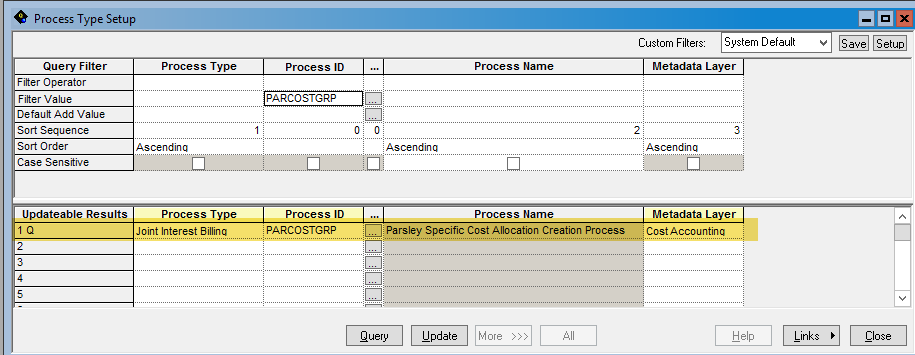 Process Type Setup
Custom Filters: System Default Save Setup
Query Filter Process Type Process ID ... Process Name Metadata Layer
Filter Operator
Filter Value PARCOSTGRP ...
Default Add Value ...
Sort Sequence 1 0 0 2 3
Sort Order Ascending Ascending Ascending
Case Sensitive
Updateable Results Process Type Process ID ... Process Name Metadata Layer
1 Q Joint Interest Billing PARCOSTGRP ... Parsley Specific Cost Allocation Creation Process Cost Accounting
2 ...
3 ...
4 ...
5 ...
Query Update More >>> All Help Links Close